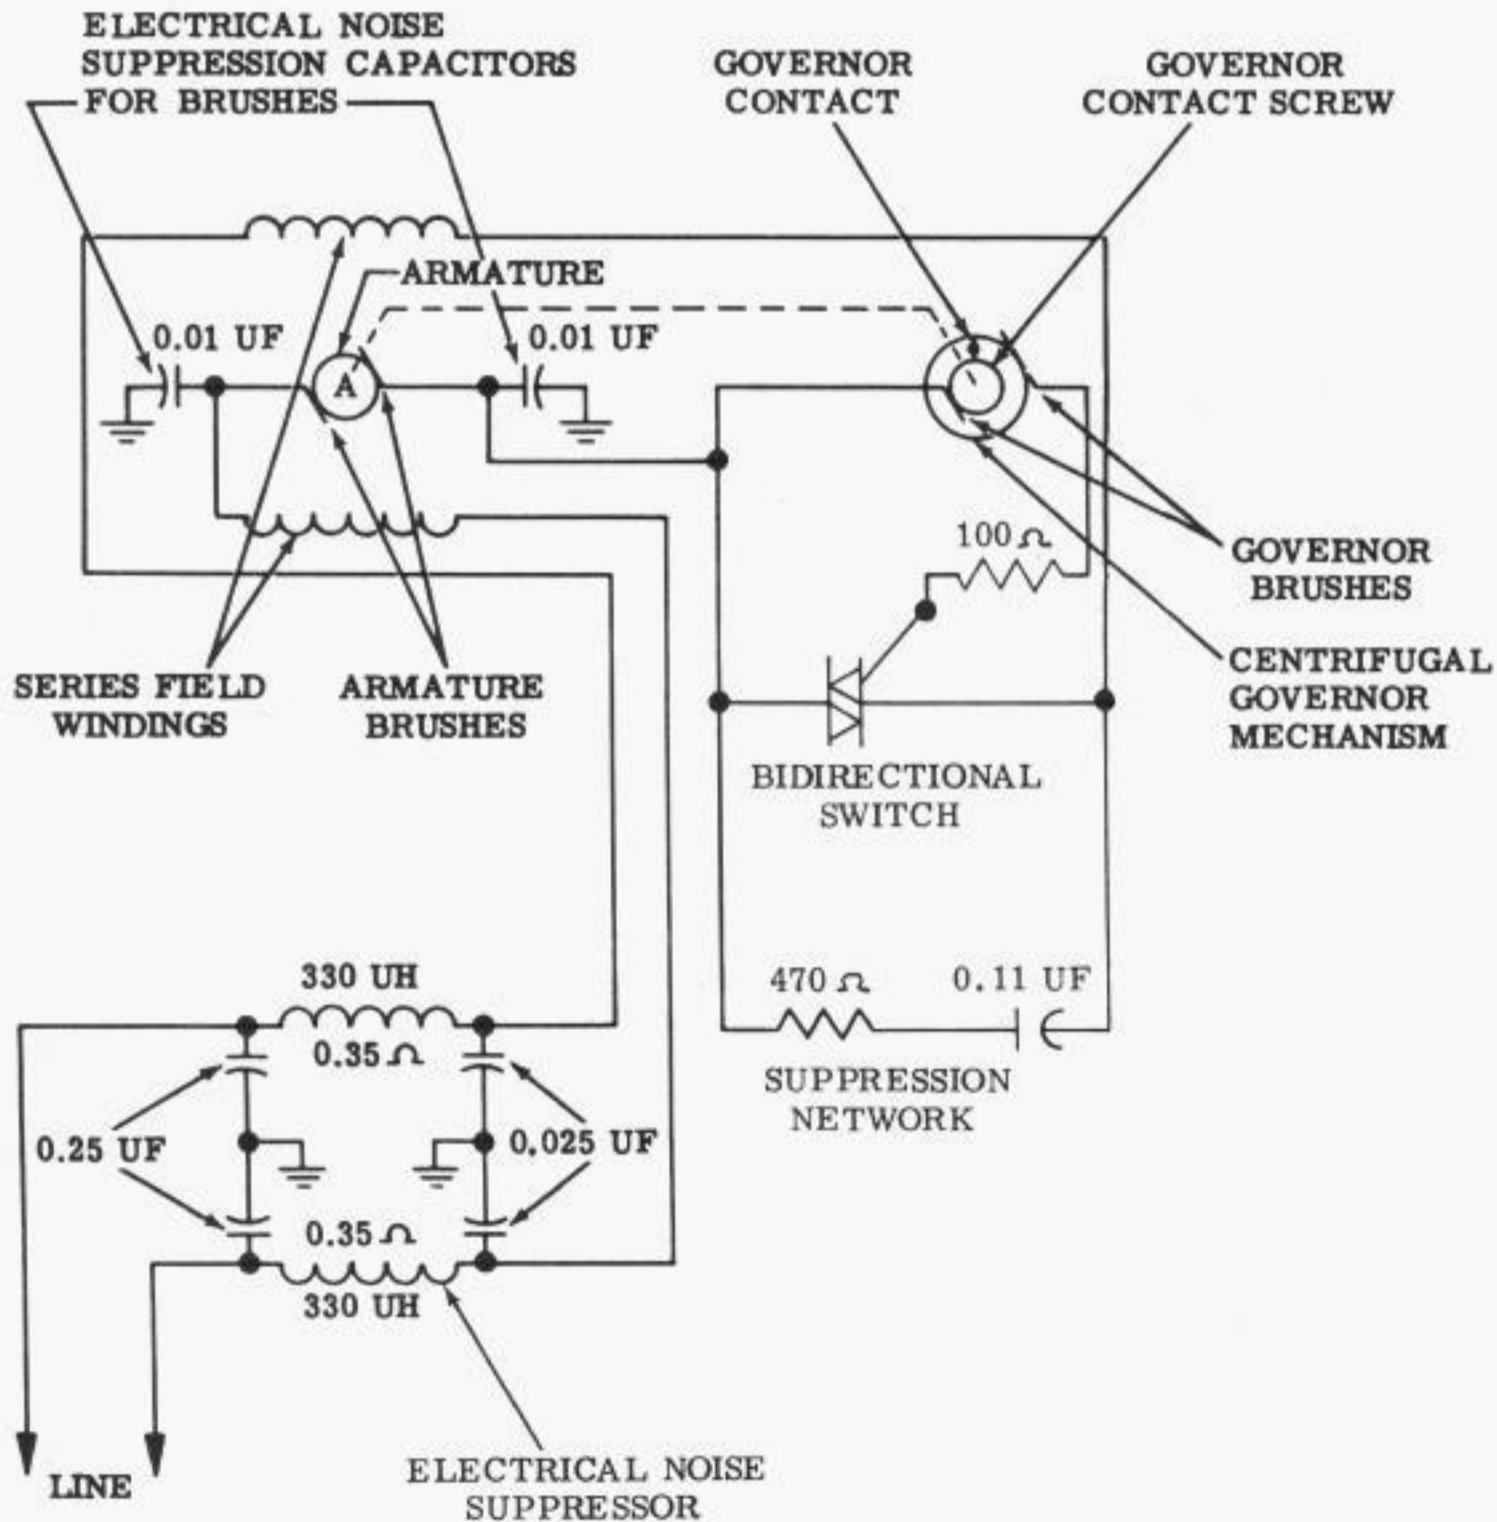 ELECTRICAL NOISE
SUPPRESSION CAPACITORS
FOR BRUSHES
GOVERNOR
CONTACT
GOVERNOR
CONTACT SCREW
ARMATURE
0.01 UF
0.01 UF
A
100 Ω
GOVERNOR
BRUSHES
SERIES FIELD
WINDINGS
ARMATURE
BRUSHES
CENTRIFUGAL
GOVERNOR
MECHANISM
BIDIRECTIONAL
SWITCH
330 UH
0.35 Ω
470 Ω
0.11 UF
SUPPRESSION
NETWORK
0.25 UF
0.025 UF
0.35 Ω
330 UH
LINE
ELECTRICAL NOISE
SUPPRESSOR